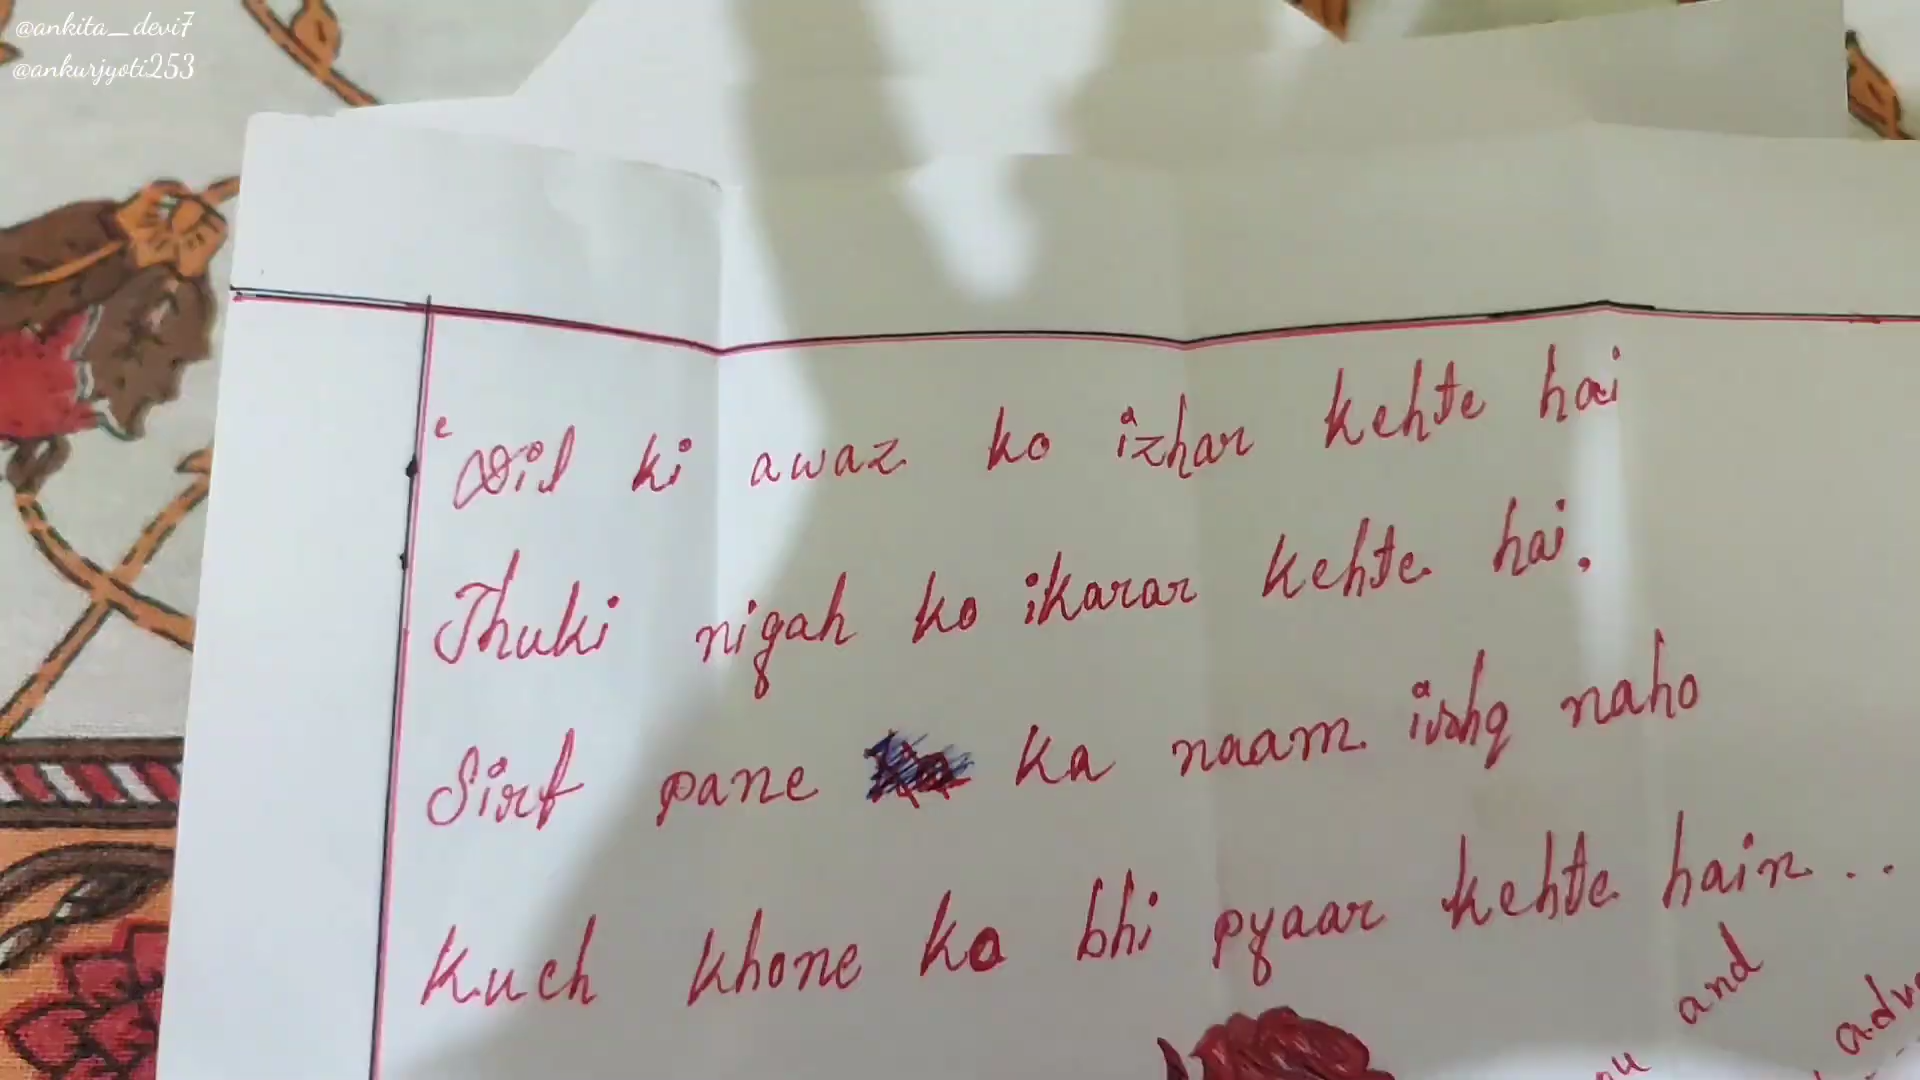 @ankita_devi7
@ankurjyoti253
Dil ki awaz ko izhar kehte hai
Jhuki nigah ko ikarar kehte hai.
Sirf pane ka naam ishq naho
Kuch khone ko bhi pyaar kehte hain...
and